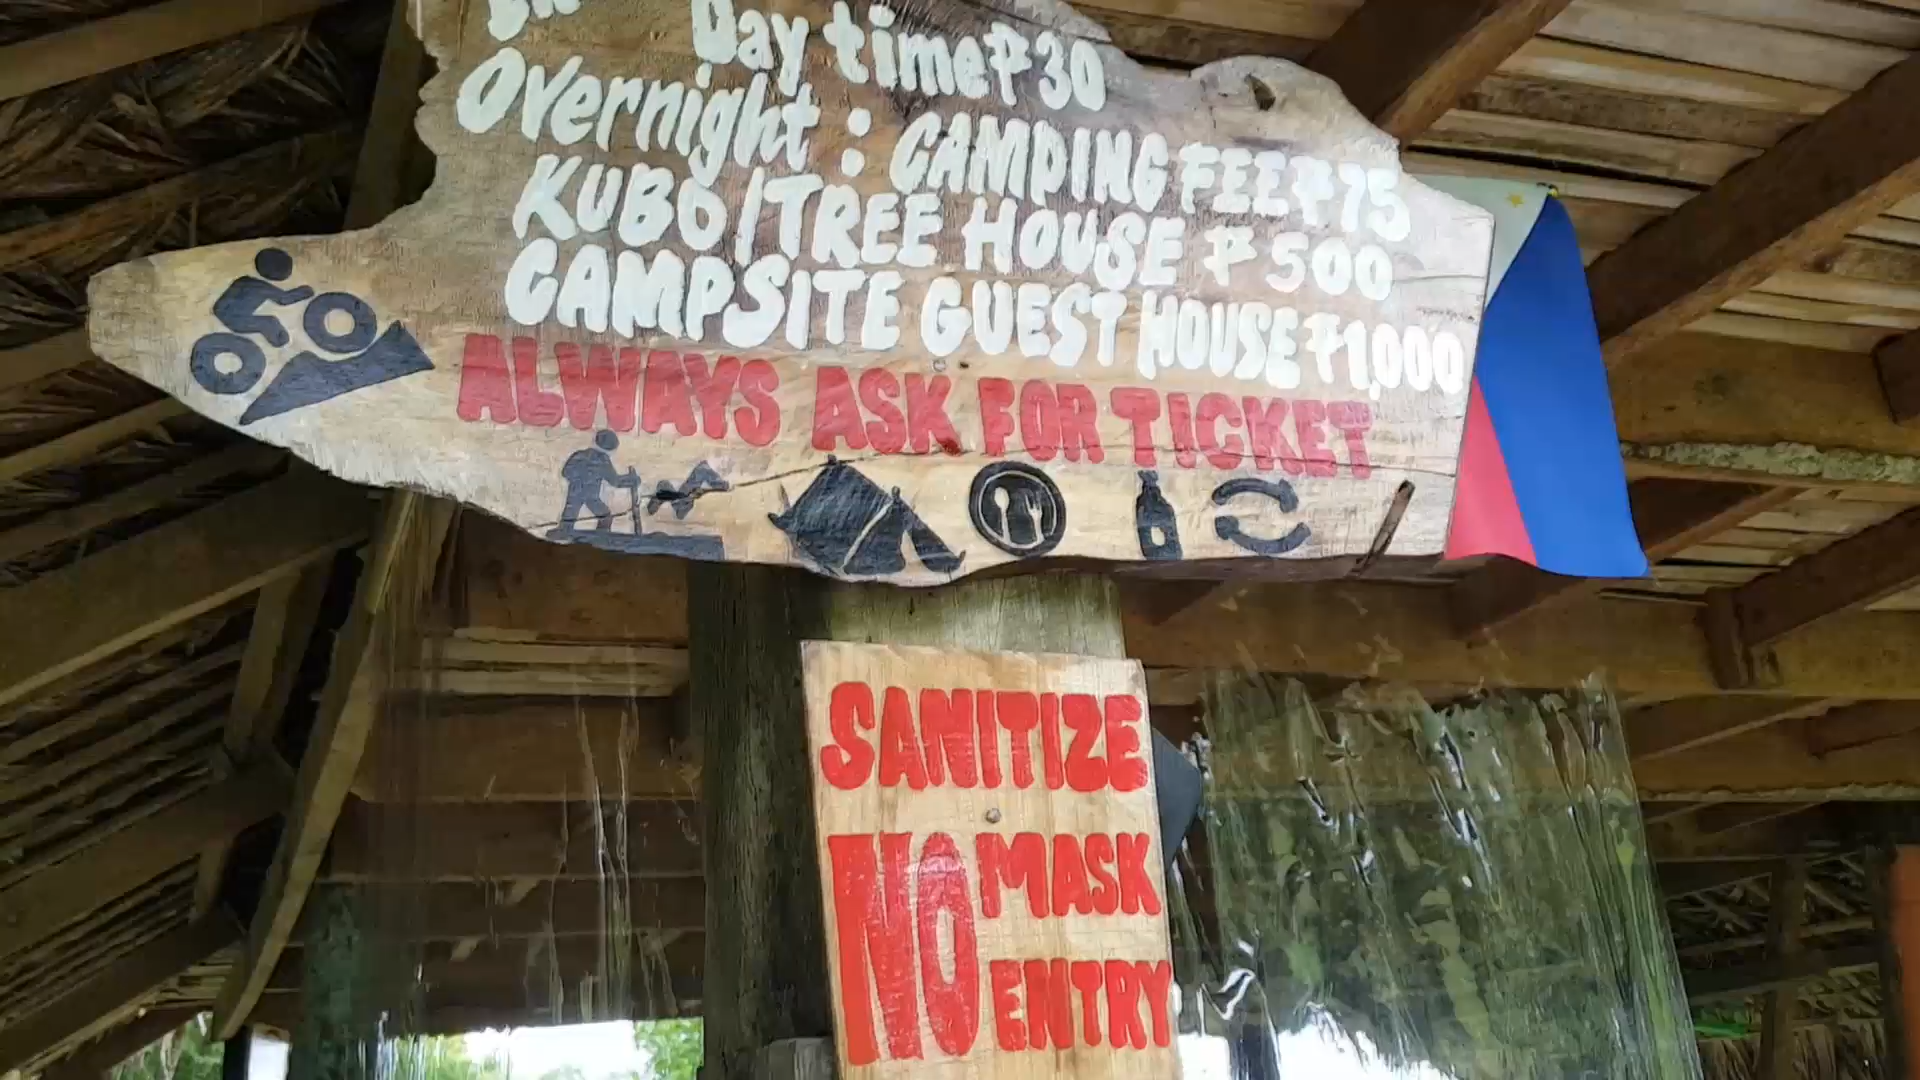 Day time ₱30
Overnight : CAMPING FEE ₱75
KUBO/TREE HOUSE ₱500
CAMPSITE GUEST HOUSE ₱1,000
ALWAYS ASK FOR TICKET
SANITIZE
NO MASK
ENTRY